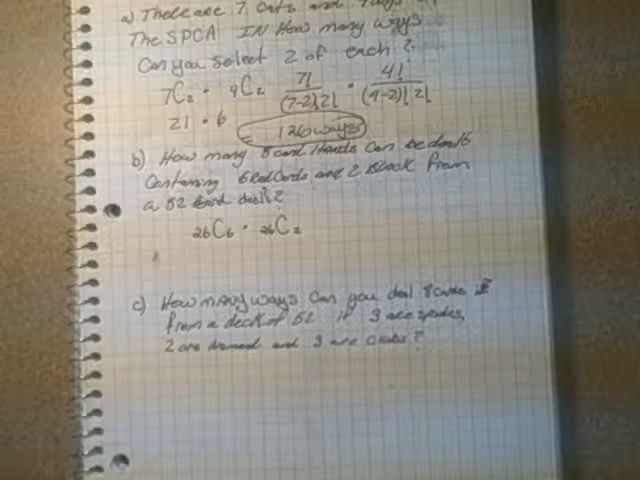 a) There are 7 Cats and 4 dogs
The SPCA IN How many ways
Can you select 2 of each?
7C2 · 4C2 7!/(7-2)!2! · 4!/(4-2)!2!
21 · 6 = 126 ways
b) How many 8 card Hands can be dealt
Containing 6 Red Cards and 2 Black From
a 52 Card deck?
26C6 · 26C2
c) How many ways can you deal 8 cards
from a deck of 52 if 3 are spades,
2 are diamond and 3 are clubs?